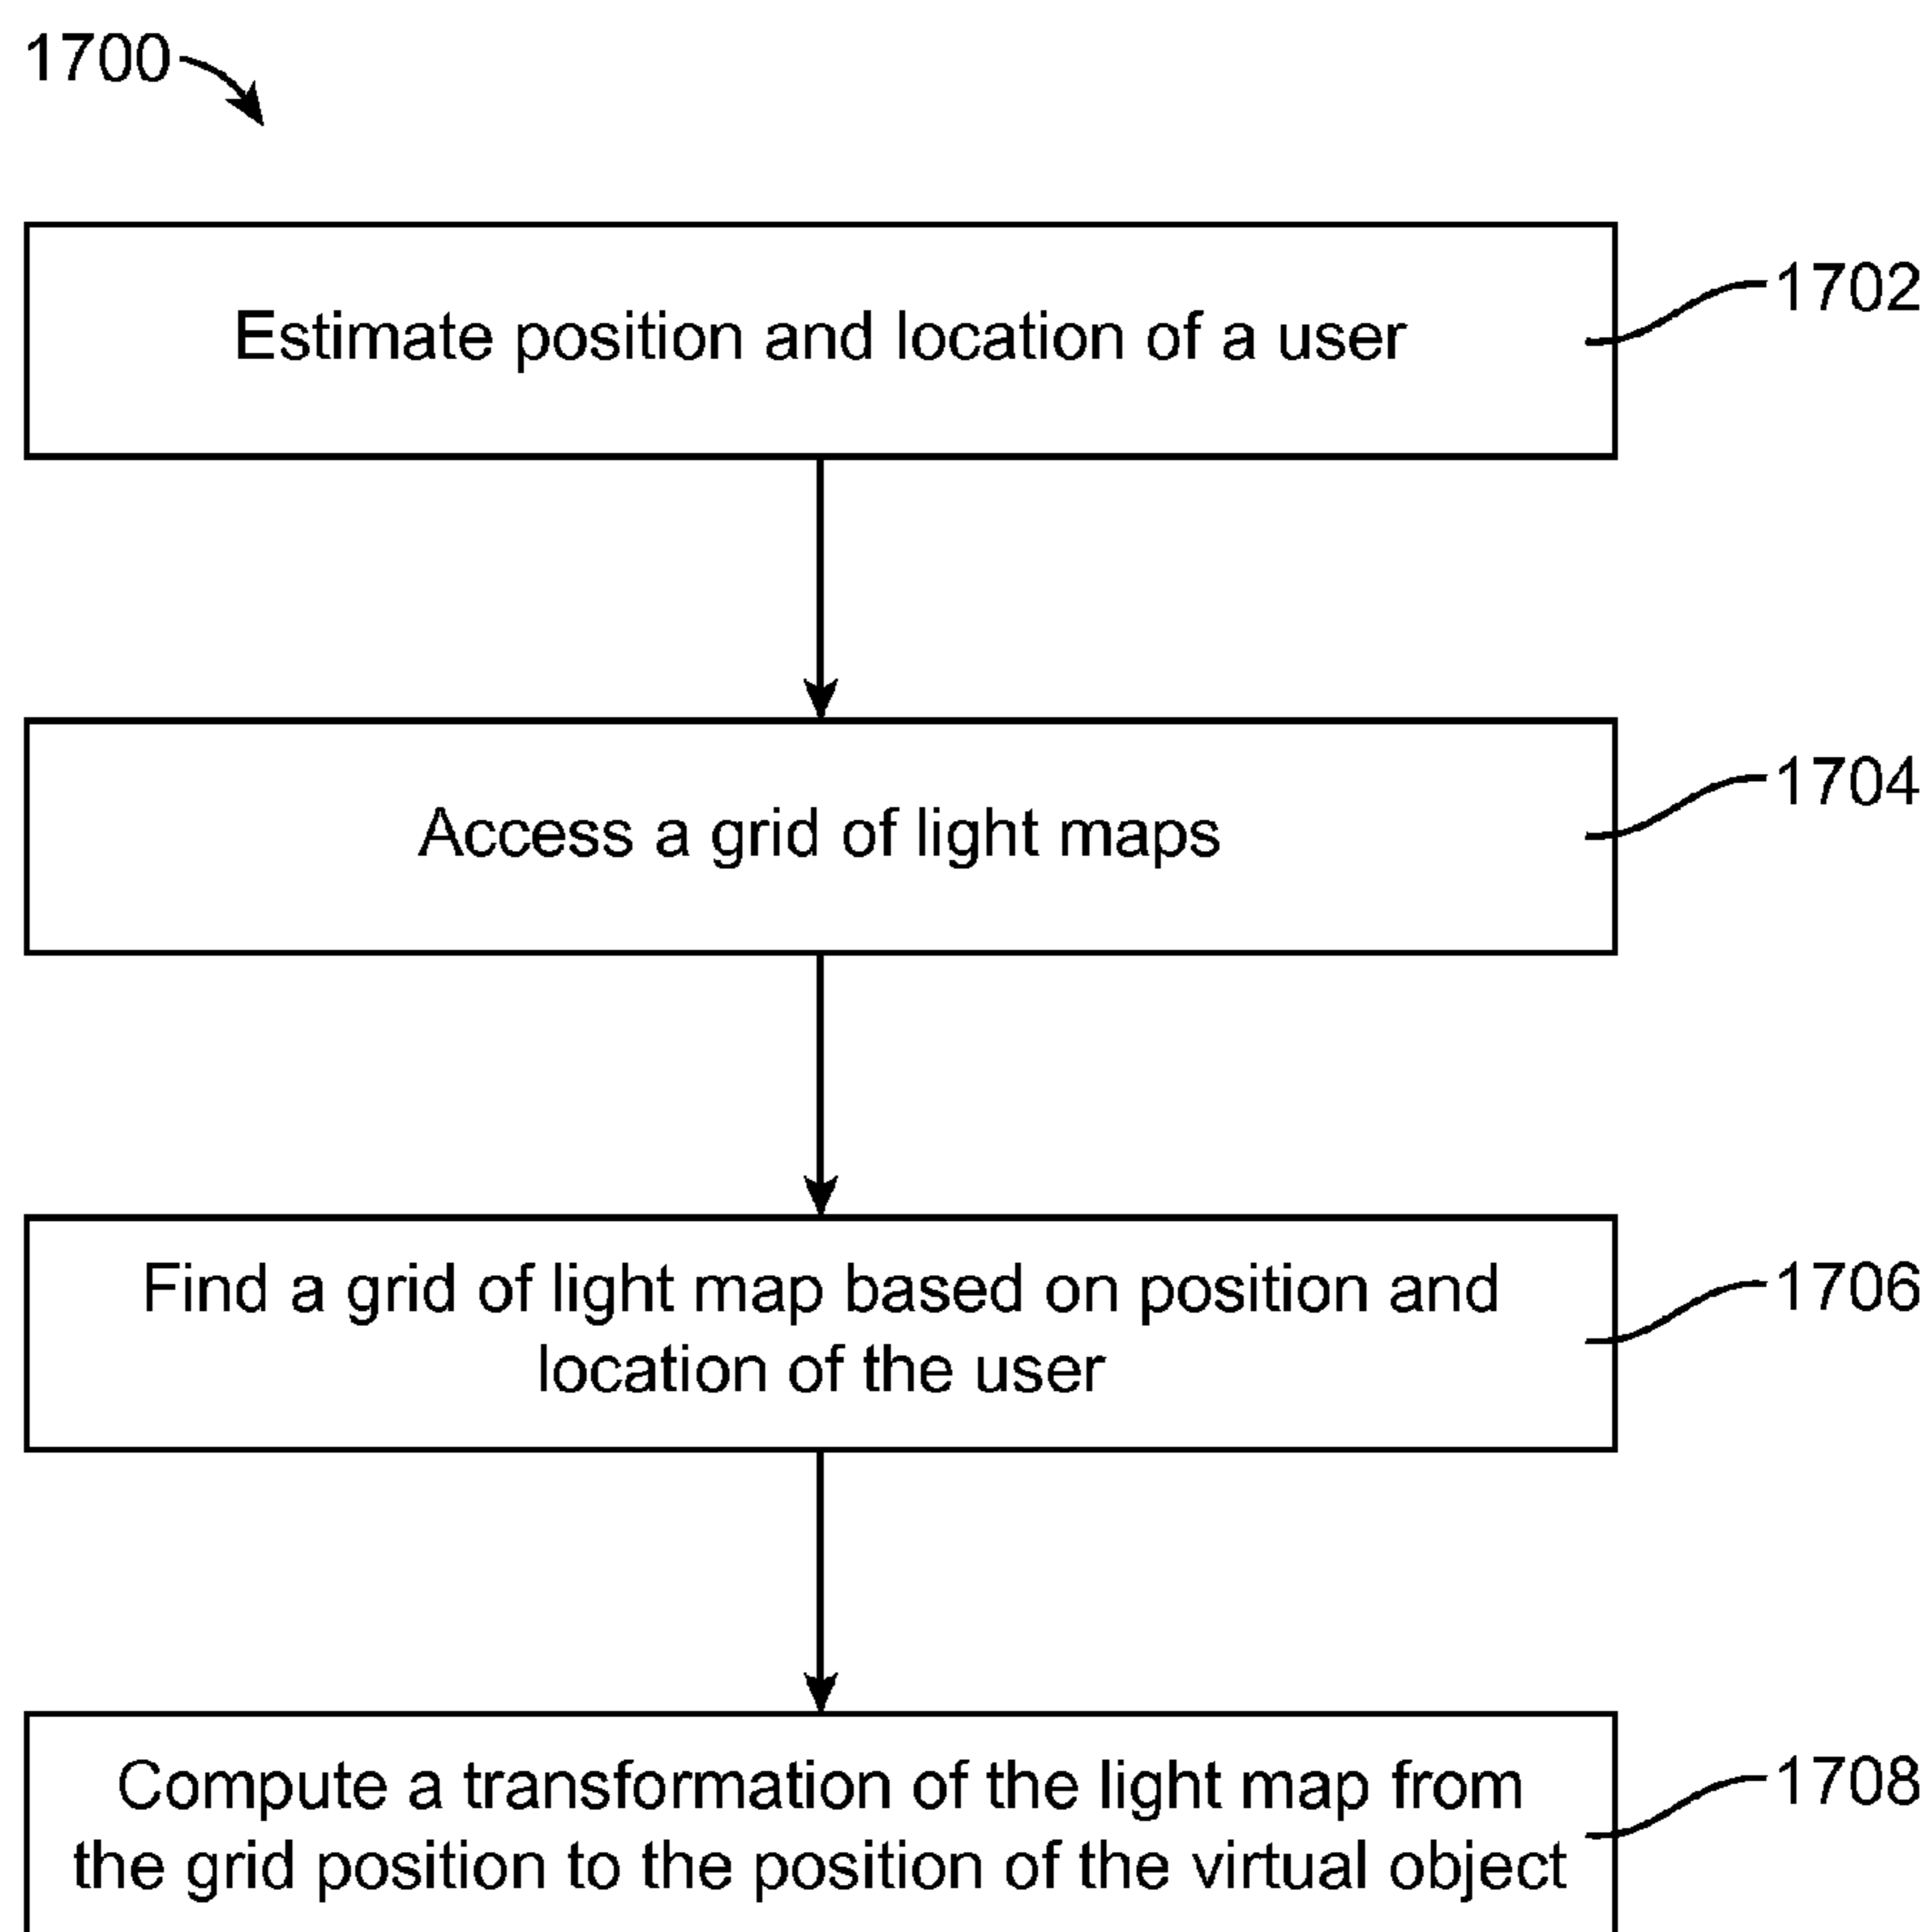 1700
Estimate position and location of a user
1702
Access a grid of light maps
1704
Find a grid of light map based on position and
location of the user
1706
Compute a transformation of the light map from
the grid position to the position of the virtual object
1708